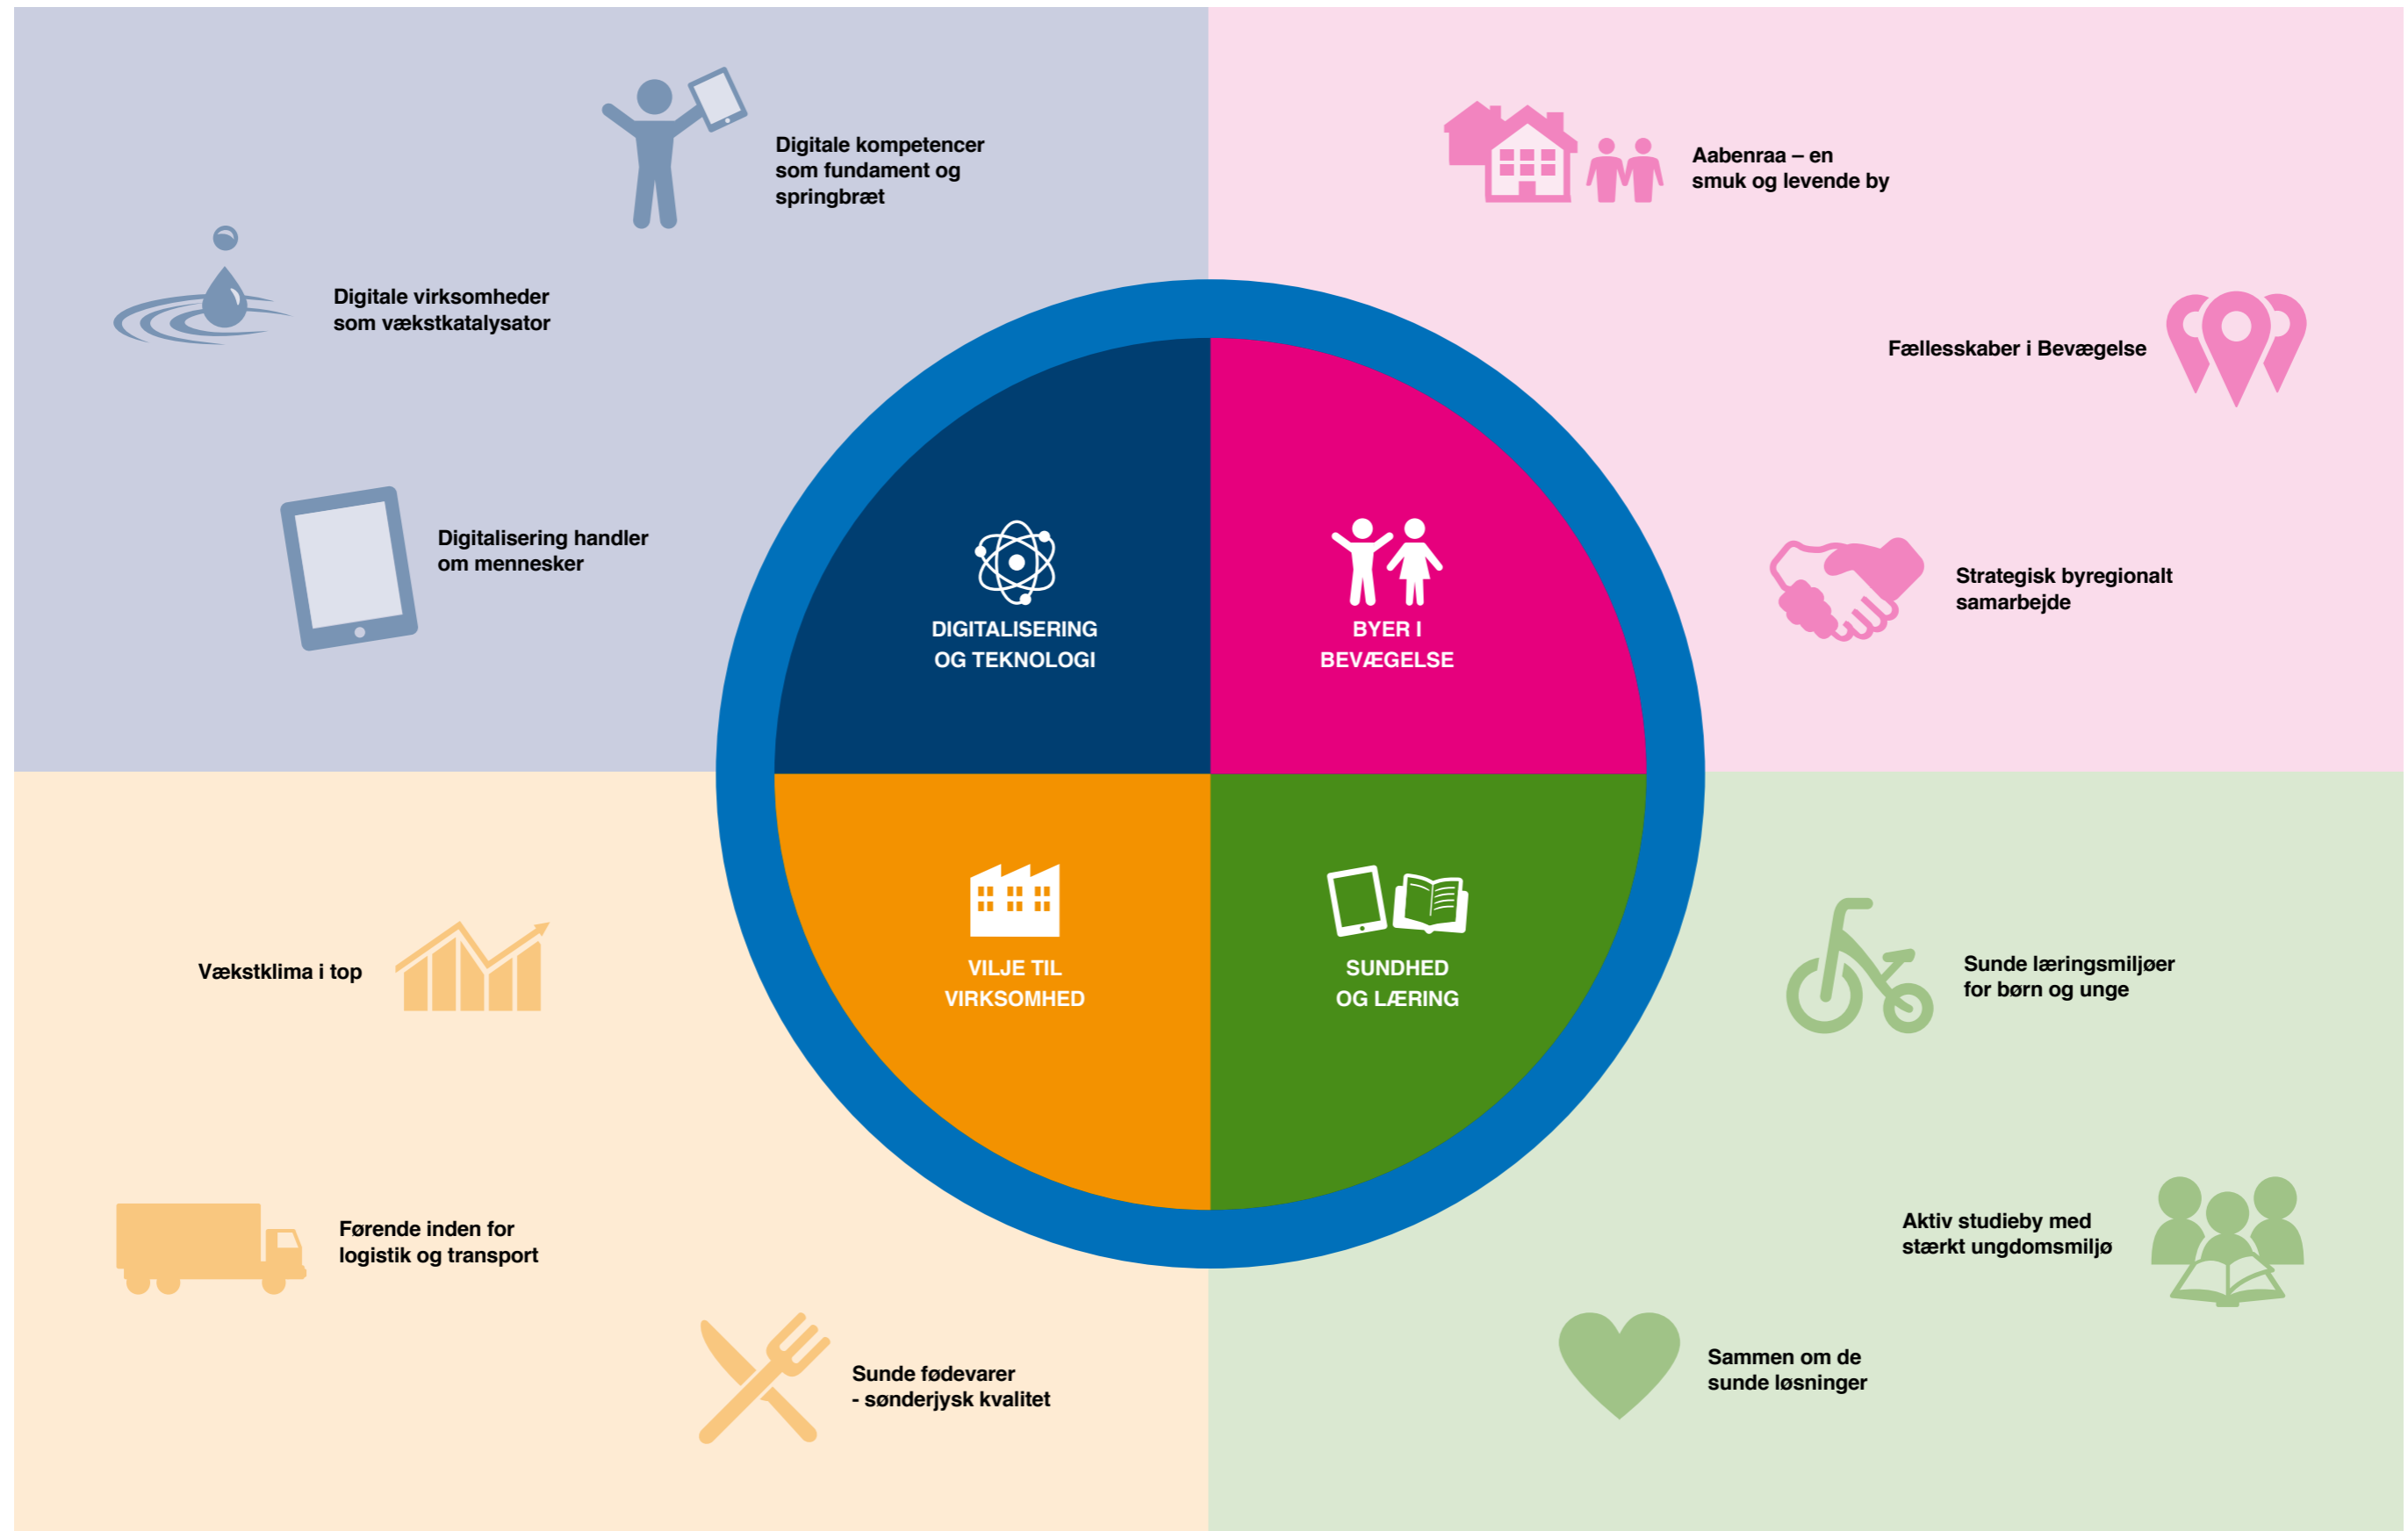 Digitale kompetencer
som fundament og
springbræt
Digitale virksomheder
som vækstkatalysator
Digitalisering handler
om mennesker
Aabenraa – en
smuk og levende by
Fællesskaber i Bevægelse
Strategisk byregionalt
samarbejde
DIGITALISERING
OG TEKNOLOGI
BYER I
BEVÆGELSE
VILJE TIL
VIRKSOMHED
SUNDHED
OG LÆRING
Vækstklima i top
Førende inden for
logistik og transport
Sunde fødevarer
- sønderjysk kvalitet
Sunde læringsmiljøer
for børn og unge
Aktiv studieby med
stærkt ungdomsmiljø
Sammen om de
sunde løsninger